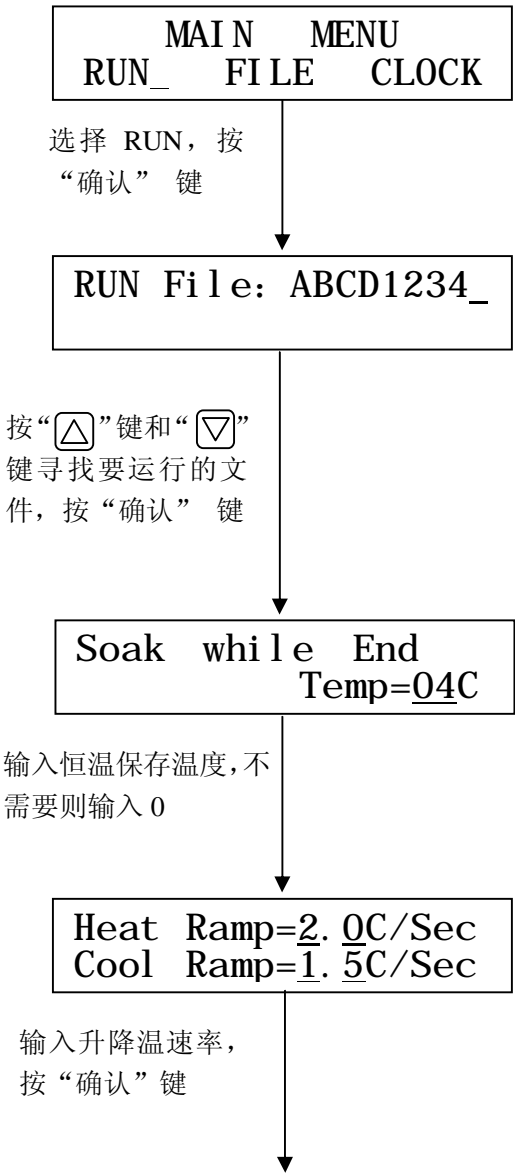 MAIN MENU
RUN_ FILE CLOCK
选择 RUN，按
“确认” 键
RUN File: ABCD1234_
按“△”键和“▽”
键寻找要运行的文
件，按“确认” 键
Soak while End
Temp=04C
输入恒温保存温度，不
需要则输入 0
Heat Ramp=2.0C/Sec
Cool Ramp=1.5C/Sec
输入升降温速率，
按“确认”键